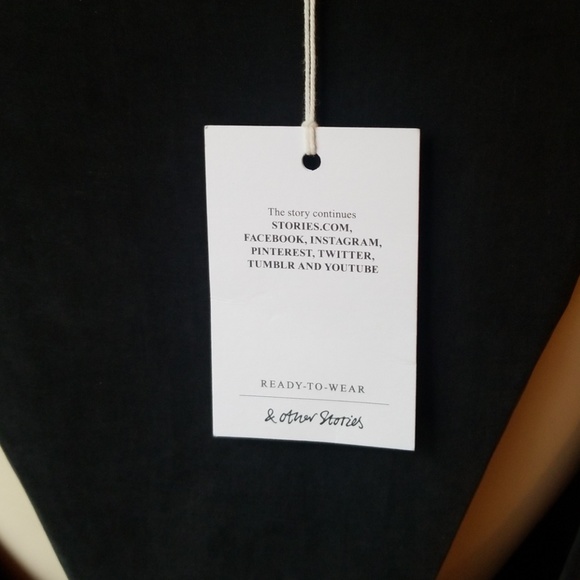 The story continues
STORIES.COM,
FACEBOOK, INSTAGRAM,
PINTEREST, TWITTER,
TUMBLR AND YOUTUBE
READY-TO-WEAR
& other Stories